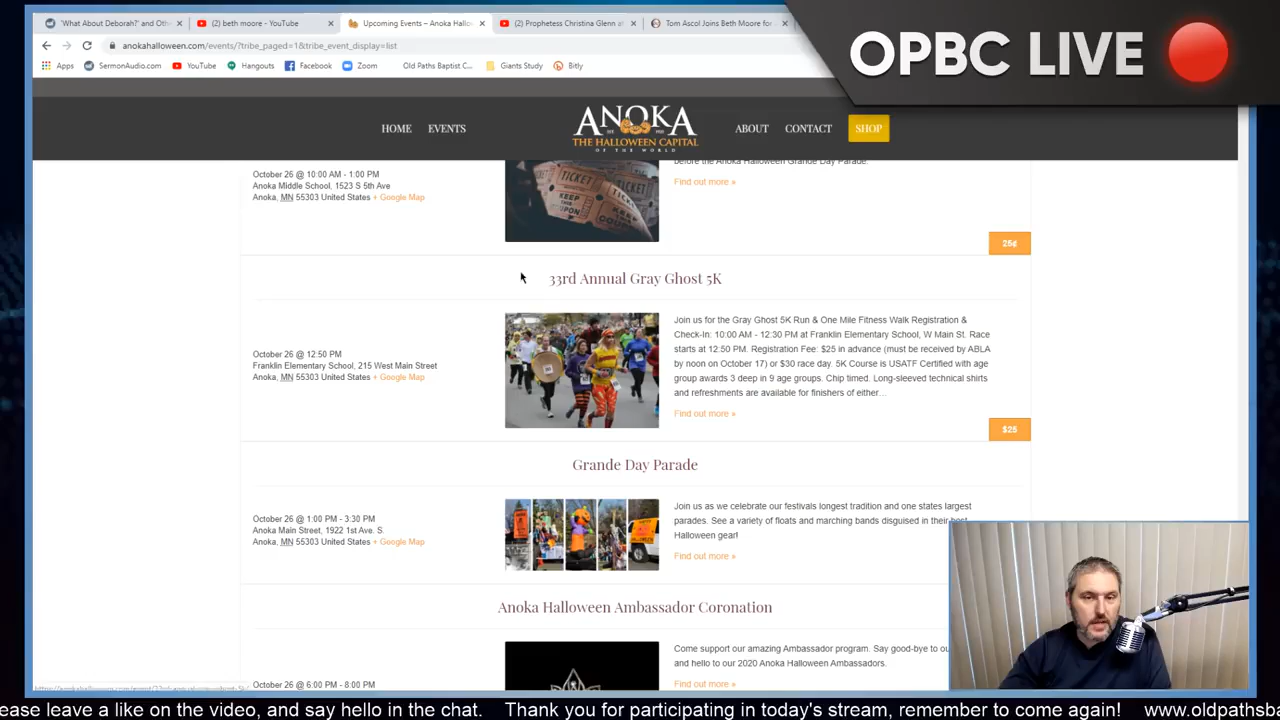 'What About Deborah?' and Oth
(2) beth moore - YouTube
Upcoming Events – Anoka Hallo
(2) Prophetess Christina Glenn at
Tom Ascol Joins Beth Moore for
OPBC LIVE
anokahalloween.com/events/?tribe_paged=1&tribe_event_display=list
Apps
SermonAudio.com
YouTube
Hangouts
Facebook
Zoom
Old Paths Baptist C...
Giants Study
Bitly
HOME
EVENTS
ANOKA
THE HALLOWEEN CAPITAL
OF THE WORLD
ABOUT
CONTACT
SHOP
before the Anoka Halloween Grande Day Parade.
October 26 @ 10:00 AM - 1:00 PM
Anoka Middle School, 1523 S 5th Ave
Anoka, MN 55303 United States + Google Map
TICKET
KEEP THIS COUPON
TICKET
KEEP
Find out more »
25¢
33rd Annual Gray Ghost 5K
October 26 @ 12:50 PM
Franklin Elementary School, 215 West Main Street
Anoka, MN 55303 United States + Google Map
Join us for the Gray Ghost 5K Run & One Mile Fitness Walk Registration &
Check-In: 10:00 AM - 12:30 PM at Franklin Elementary School, W Main St. Race
starts at 12:50 PM. Registration Fee: $25 in advance (must be received by ABLA
by noon on October 17) or $30 race day. 5K Course is USATF Certified with age
group awards 3 deep in 9 age groups. Chip timed. Long-sleeved technical shirts
and refreshments are available for finishers of either…
Find out more »
$25
Grande Day Parade
October 26 @ 1:00 PM - 3:30 PM
Anoka Main Street, 1922 1st Ave. S.
Anoka, MN 55303 United States + Google Map
Join us as we celebrate our festivals longest tradition and one states largest
parades. See a variety of floats and marching bands disguised in their best
Halloween gear!
Find out more »
Anoka Halloween Ambassador Coronation
October 26 @ 6:00 PM - 8:00 PM
Come support our amazing Ambassador program. Say good-bye to ou
and hello to our 2020 Anoka Halloween Ambassadors.
Find out more »
ease leave a like on the video, and say hello in the chat. Thank you for participating in today's stream, remember to come again! www.oldpathsba